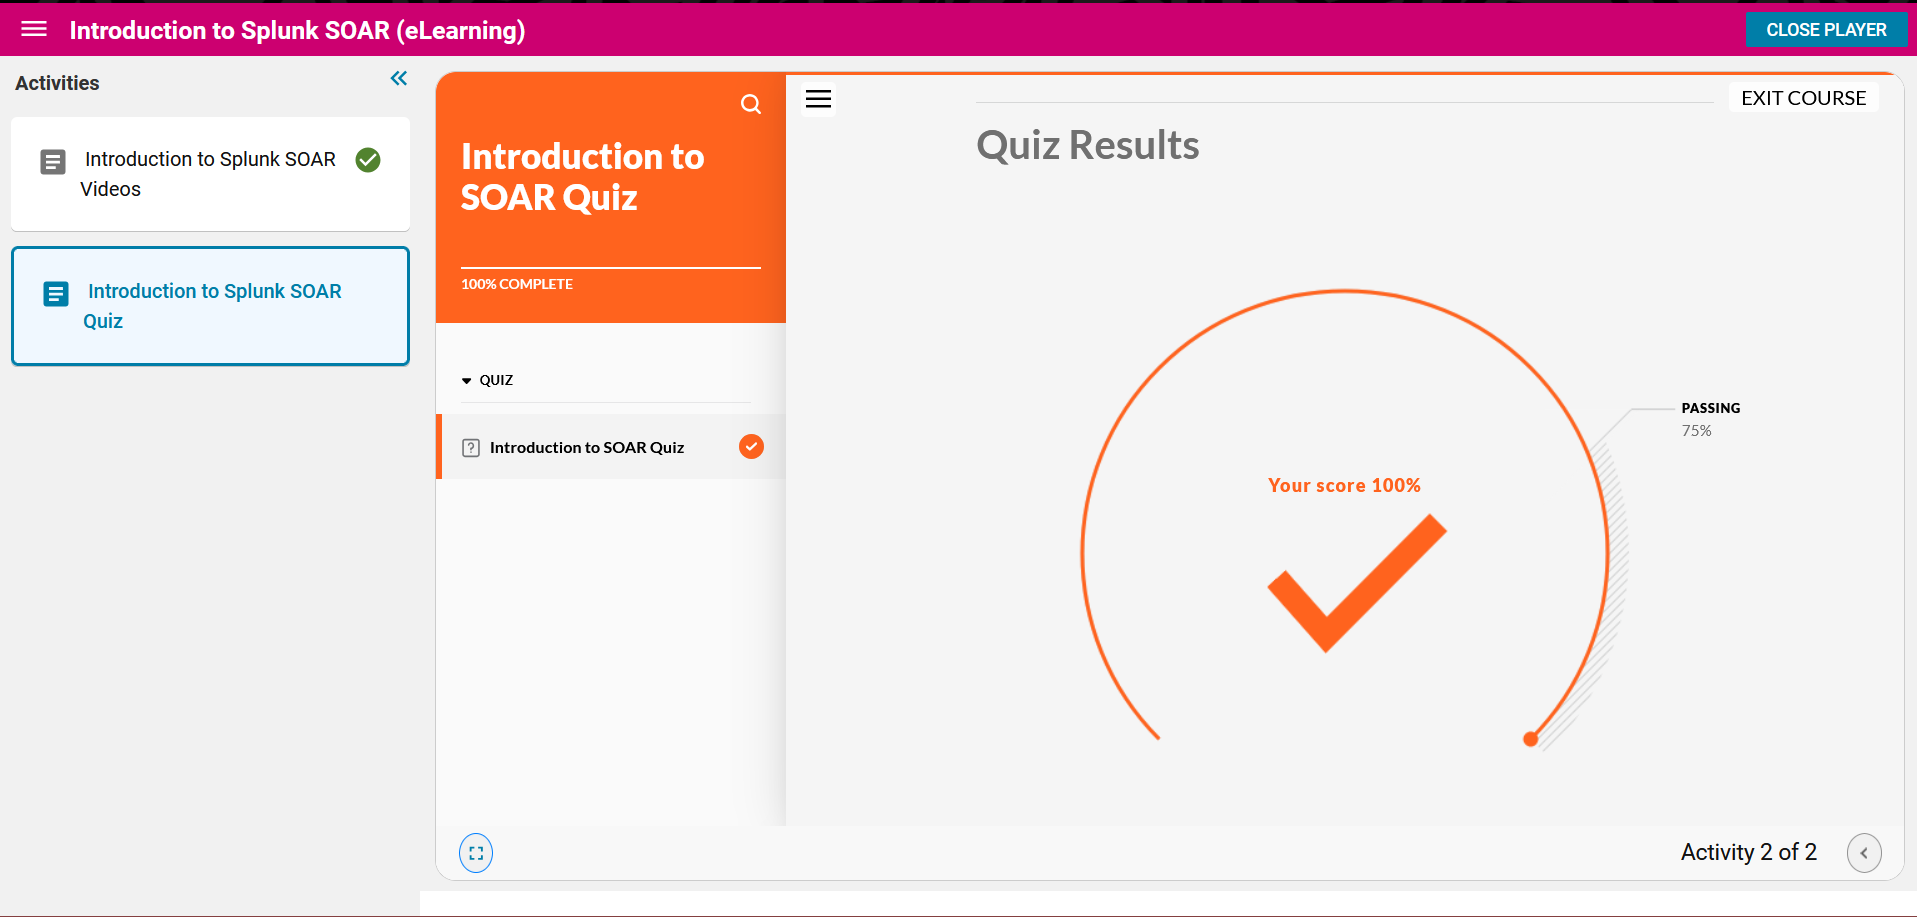 Introduction to Splunk SOAR (eLearning)
CLOSE PLAYER
Activities
Introduction to Splunk SOAR
Videos
Introduction to Splunk SOAR
Quiz
Introduction to
SOAR Quiz
100% COMPLETE
QUIZ
Introduction to SOAR Quiz
EXIT COURSE
Quiz Results
PASSING
75%
Your score 100%
Activity 2 of 2